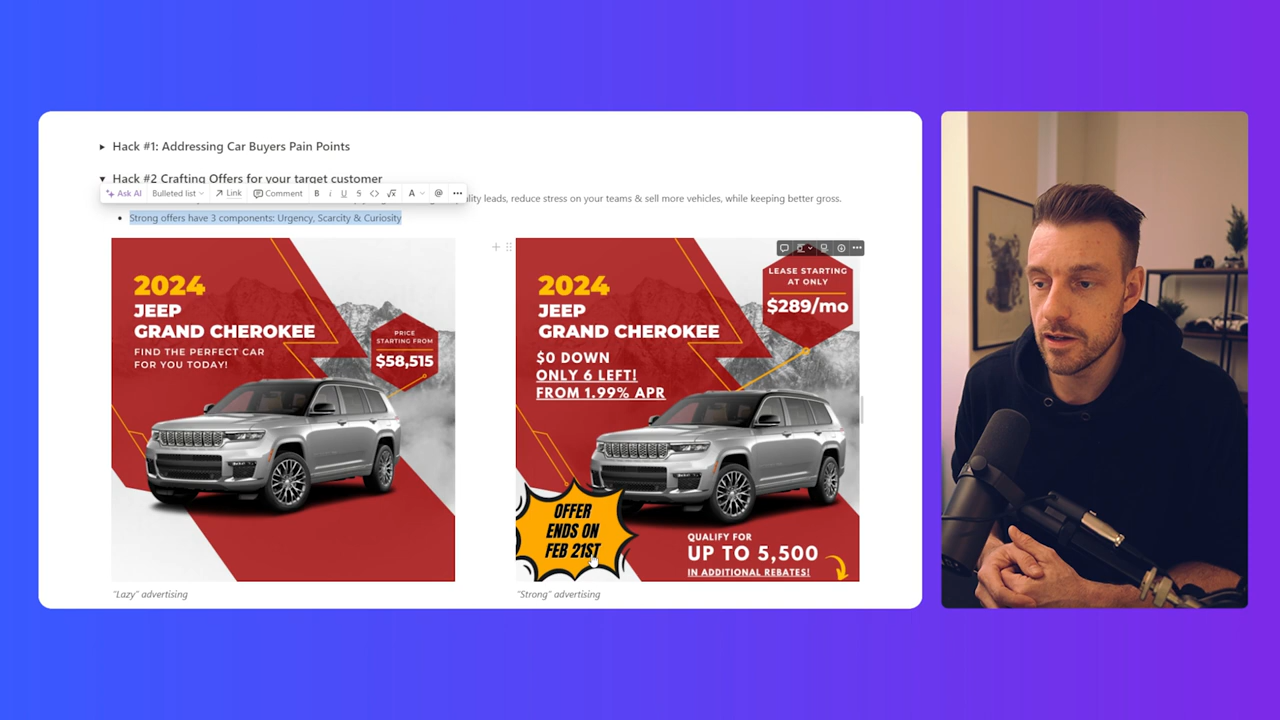 Hack #1: Addressing Car Buyers Pain Points
Hack #2 Crafting Offers for your target customer
Ask AI Bulleted list Link Comment B i U S A @
lity leads, reduce stress on your teams & sell more vehicles, while keeping better gross.
Strong offers have 3 components: Urgency, Scarcity & Curiosity
2024
JEEP
GRAND CHEROKEE
FIND THE PERFECT CAR
FOR YOU TODAY!
PRICE
STARTING FROM
$58,515
"Lazy" advertising
2024
JEEP
GRAND CHEROKEE
$0 DOWN
ONLY 6 LEFT!
FROM 1.99% APR
LEASE STARTING
AT ONLY
$289/mo
OFFER
ENDS ON
FEB 21ST
QUALIFY FOR
UP TO 5,500
IN ADDITIONAL REBATES!
"Strong" advertising